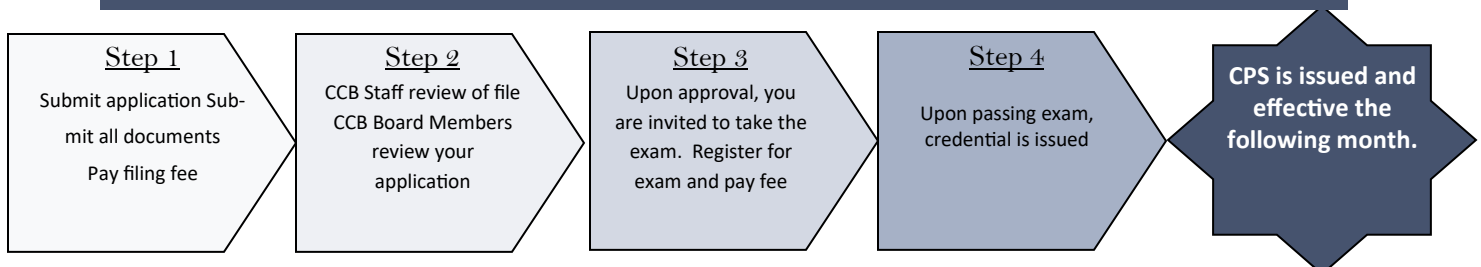 Step 1
Submit application Sub-
mit all documents
Pay filing fee
Step 2
CCB Staff review of file
CCB Board Members
review your
application
Step 3
Upon approval, you
are invited to take the
exam. Register for
exam and pay fee
Step 4
Upon passing exam,
credential is issued
CPS is issued and
effective the
following month.